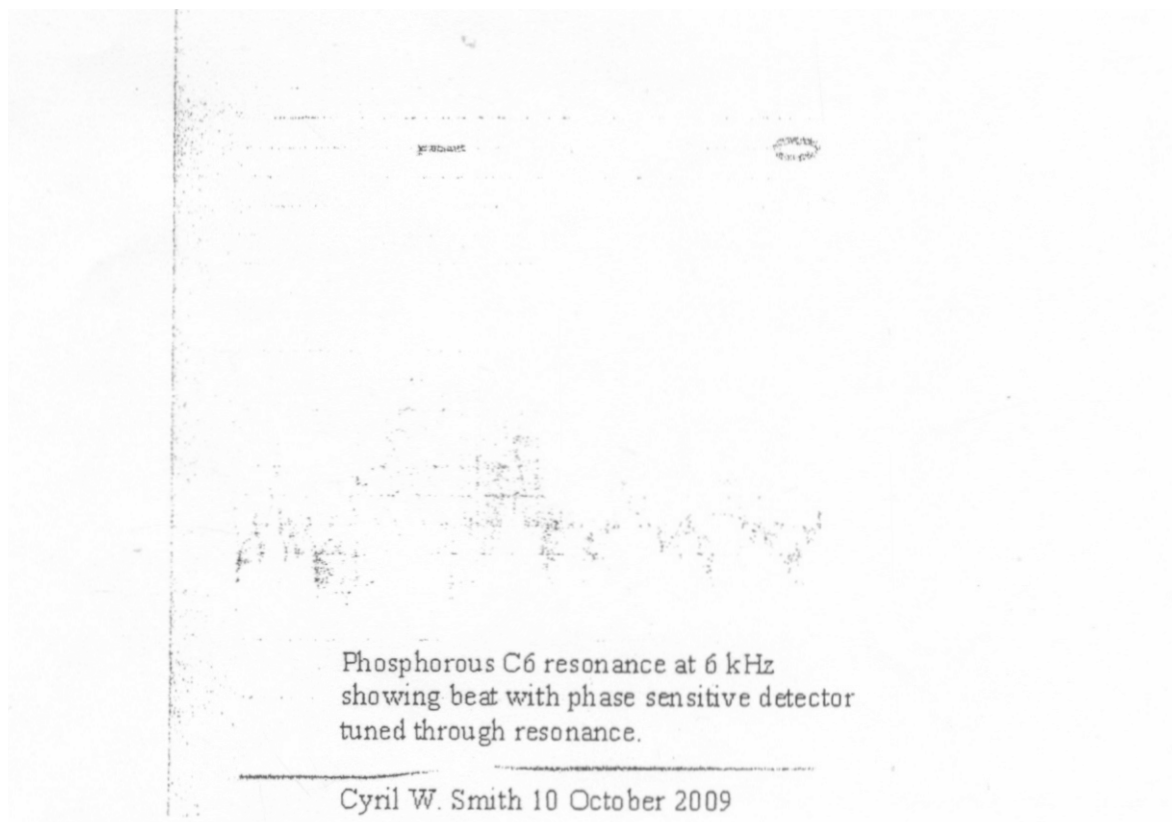 Phosphorous C6 resonance at 6 kHz
showing beat with phase sensitive detector
tuned through resonance.
Cyril W. Smith 10 October 2009